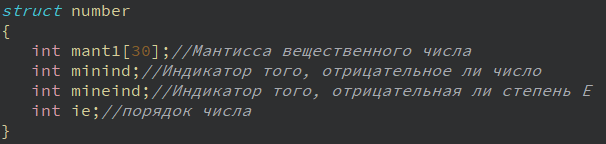 struct number
{
int mant1[30];//Мантисса вещественного числа
int minind;//Индикатор того, отрицательное ли число
int mineind;//Индикатор того, отрицательная ли степень E
int ie;//порядок числа
}